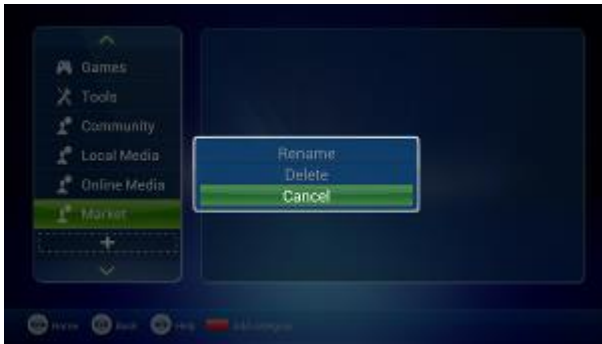 Games
Tools
Community
Local Media
Online Media
Market
+
Rename
Delete
Cancel
Home
Back
Help